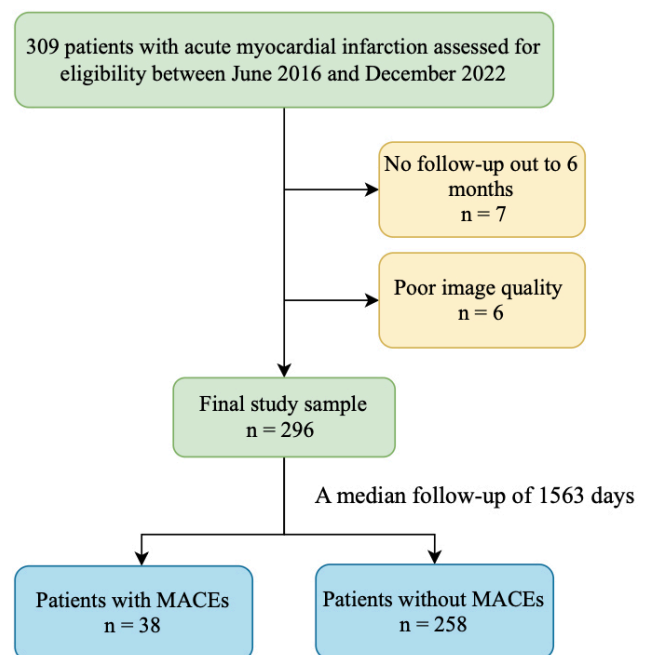 309 patients with acute myocardial infarction assessed for
eligibility between June 2016 and December 2022
No follow-up out to 6
months
n = 7
Poor image quality
n = 6
Final study sample
n = 296
A median follow-up of 1563 days
Patients with MACEs
n = 38
Patients without MACEs
n = 258